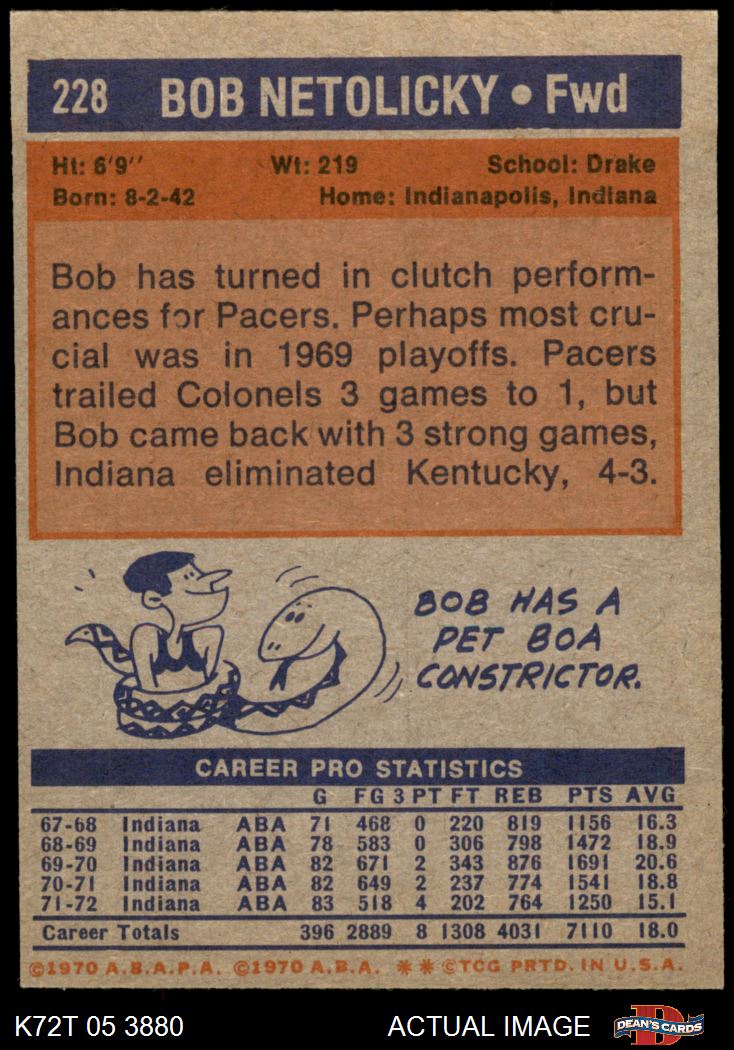 228 BOB NETOLICKY • Fwd
Ht: 6'9'' Wt: 219 School: Drake
Born: 8-2-42 Home: Indianapolis, Indiana
Bob has turned in clutch perform-
ances for Pacers. Perhaps most cru-
cial was in 1969 playoffs. Pacers
trailed Colonels 3 games to 1, but
Bob came back with 3 strong games,
Indiana eliminated Kentucky, 4-3.
BOB HAS A
PET BOA
CONSTRICTOR.
CAREER PRO STATISTICS
G FG 3 PT FT REB PTS AVG
67-68 Indiana ABA 71 468 0 220 819 1156 16.3
68-69 Indiana ABA 78 583 0 306 798 1472 18.9
69-70 Indiana ABA 82 671 2 343 876 1691 20.6
70-71 Indiana ABA 82 649 2 237 774 1541 18.8
71-72 Indiana ABA 83 518 4 202 764 1250 15.1
Career Totals 396 2889 8 1308 4031 7110 18.0
©1970 A.B.A.P.A. ©1970 A.B.A. ** ©TCG PRTD. IN U.S.A.
K72T 05 3880 ACTUAL IMAGE D DEAN'S CARDS